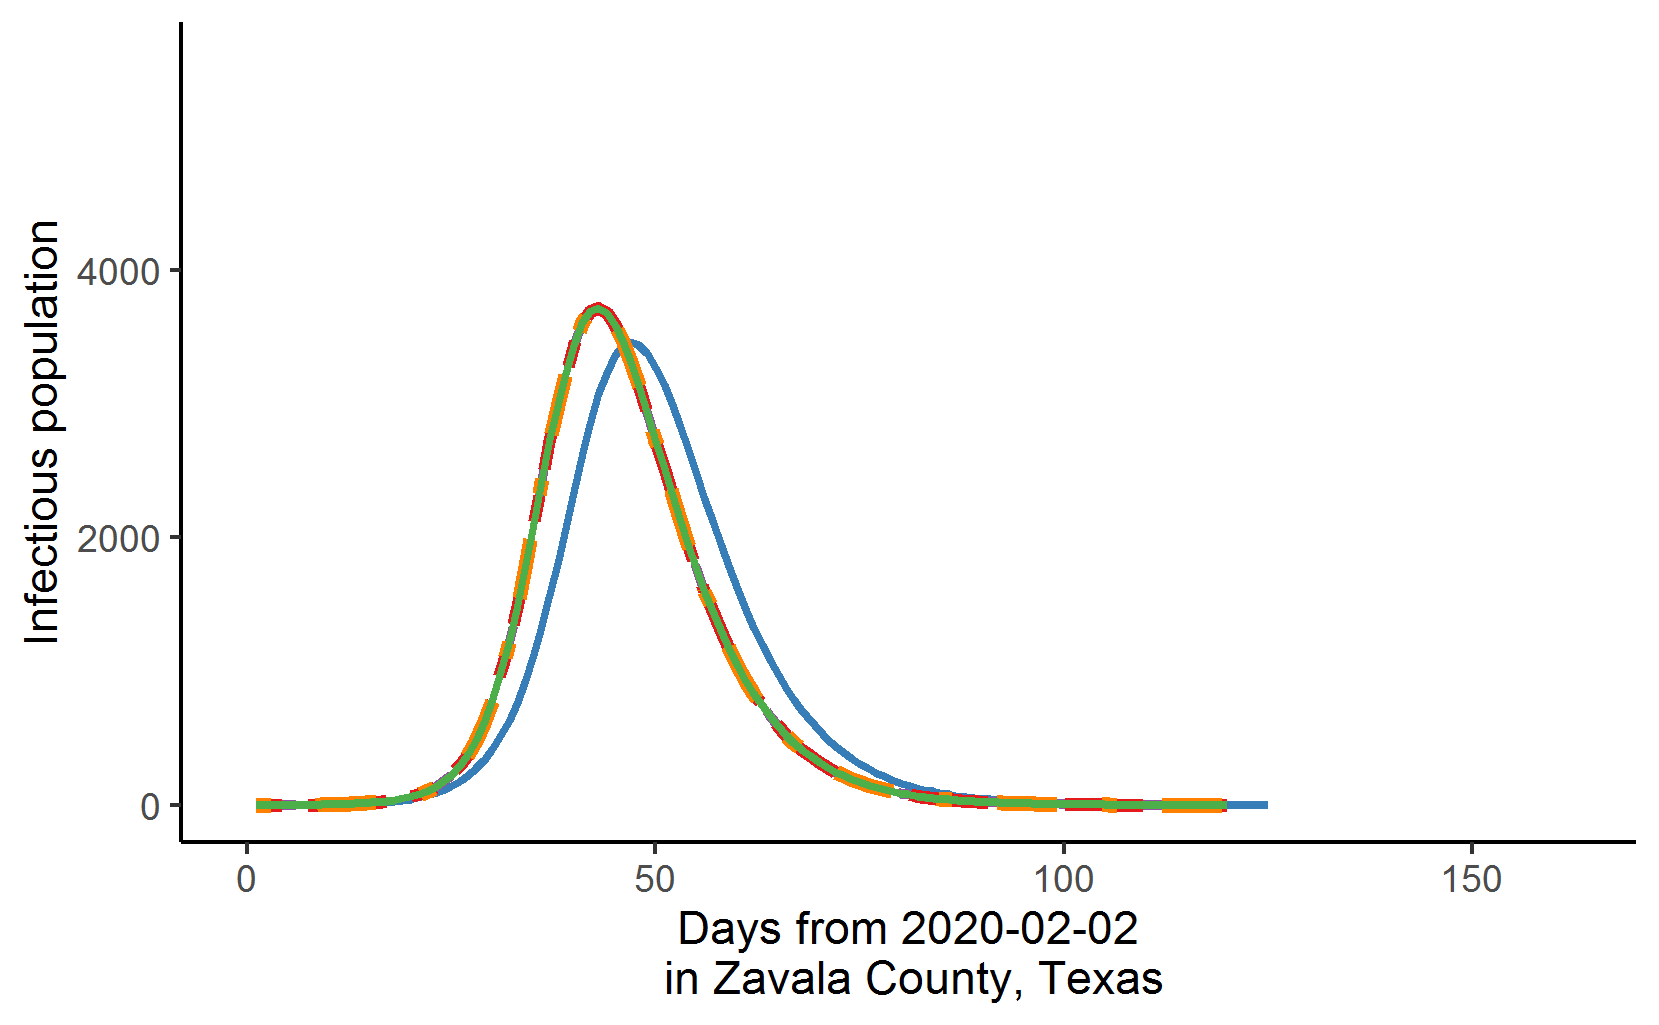 Infectious population
4000
2000
0
0
50
100
150
Days from 2020-02-02
in Zavala County, Texas